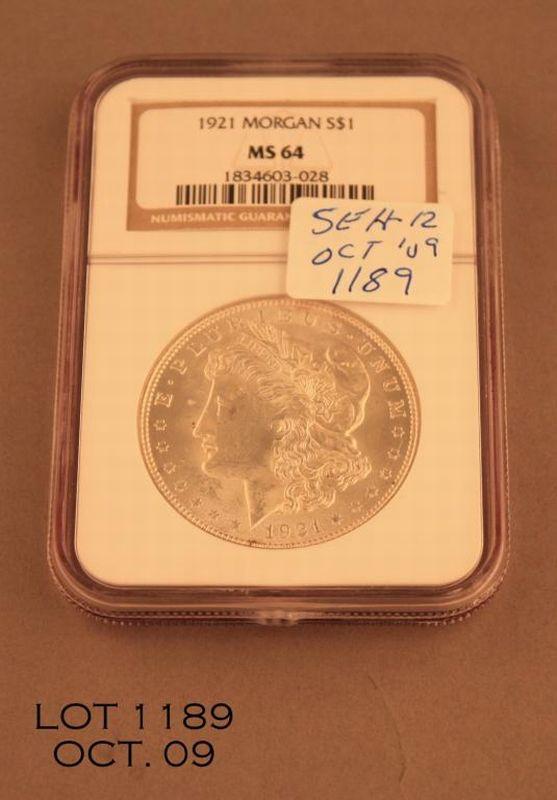 1921 MORGAN S$1
MS 64
1834603-028
NUMISMATIC GUARAN
SEH 12
OCT '09
1189
E · PLURIBUS · UNUM
1921
LOT 1189
OCT. 09